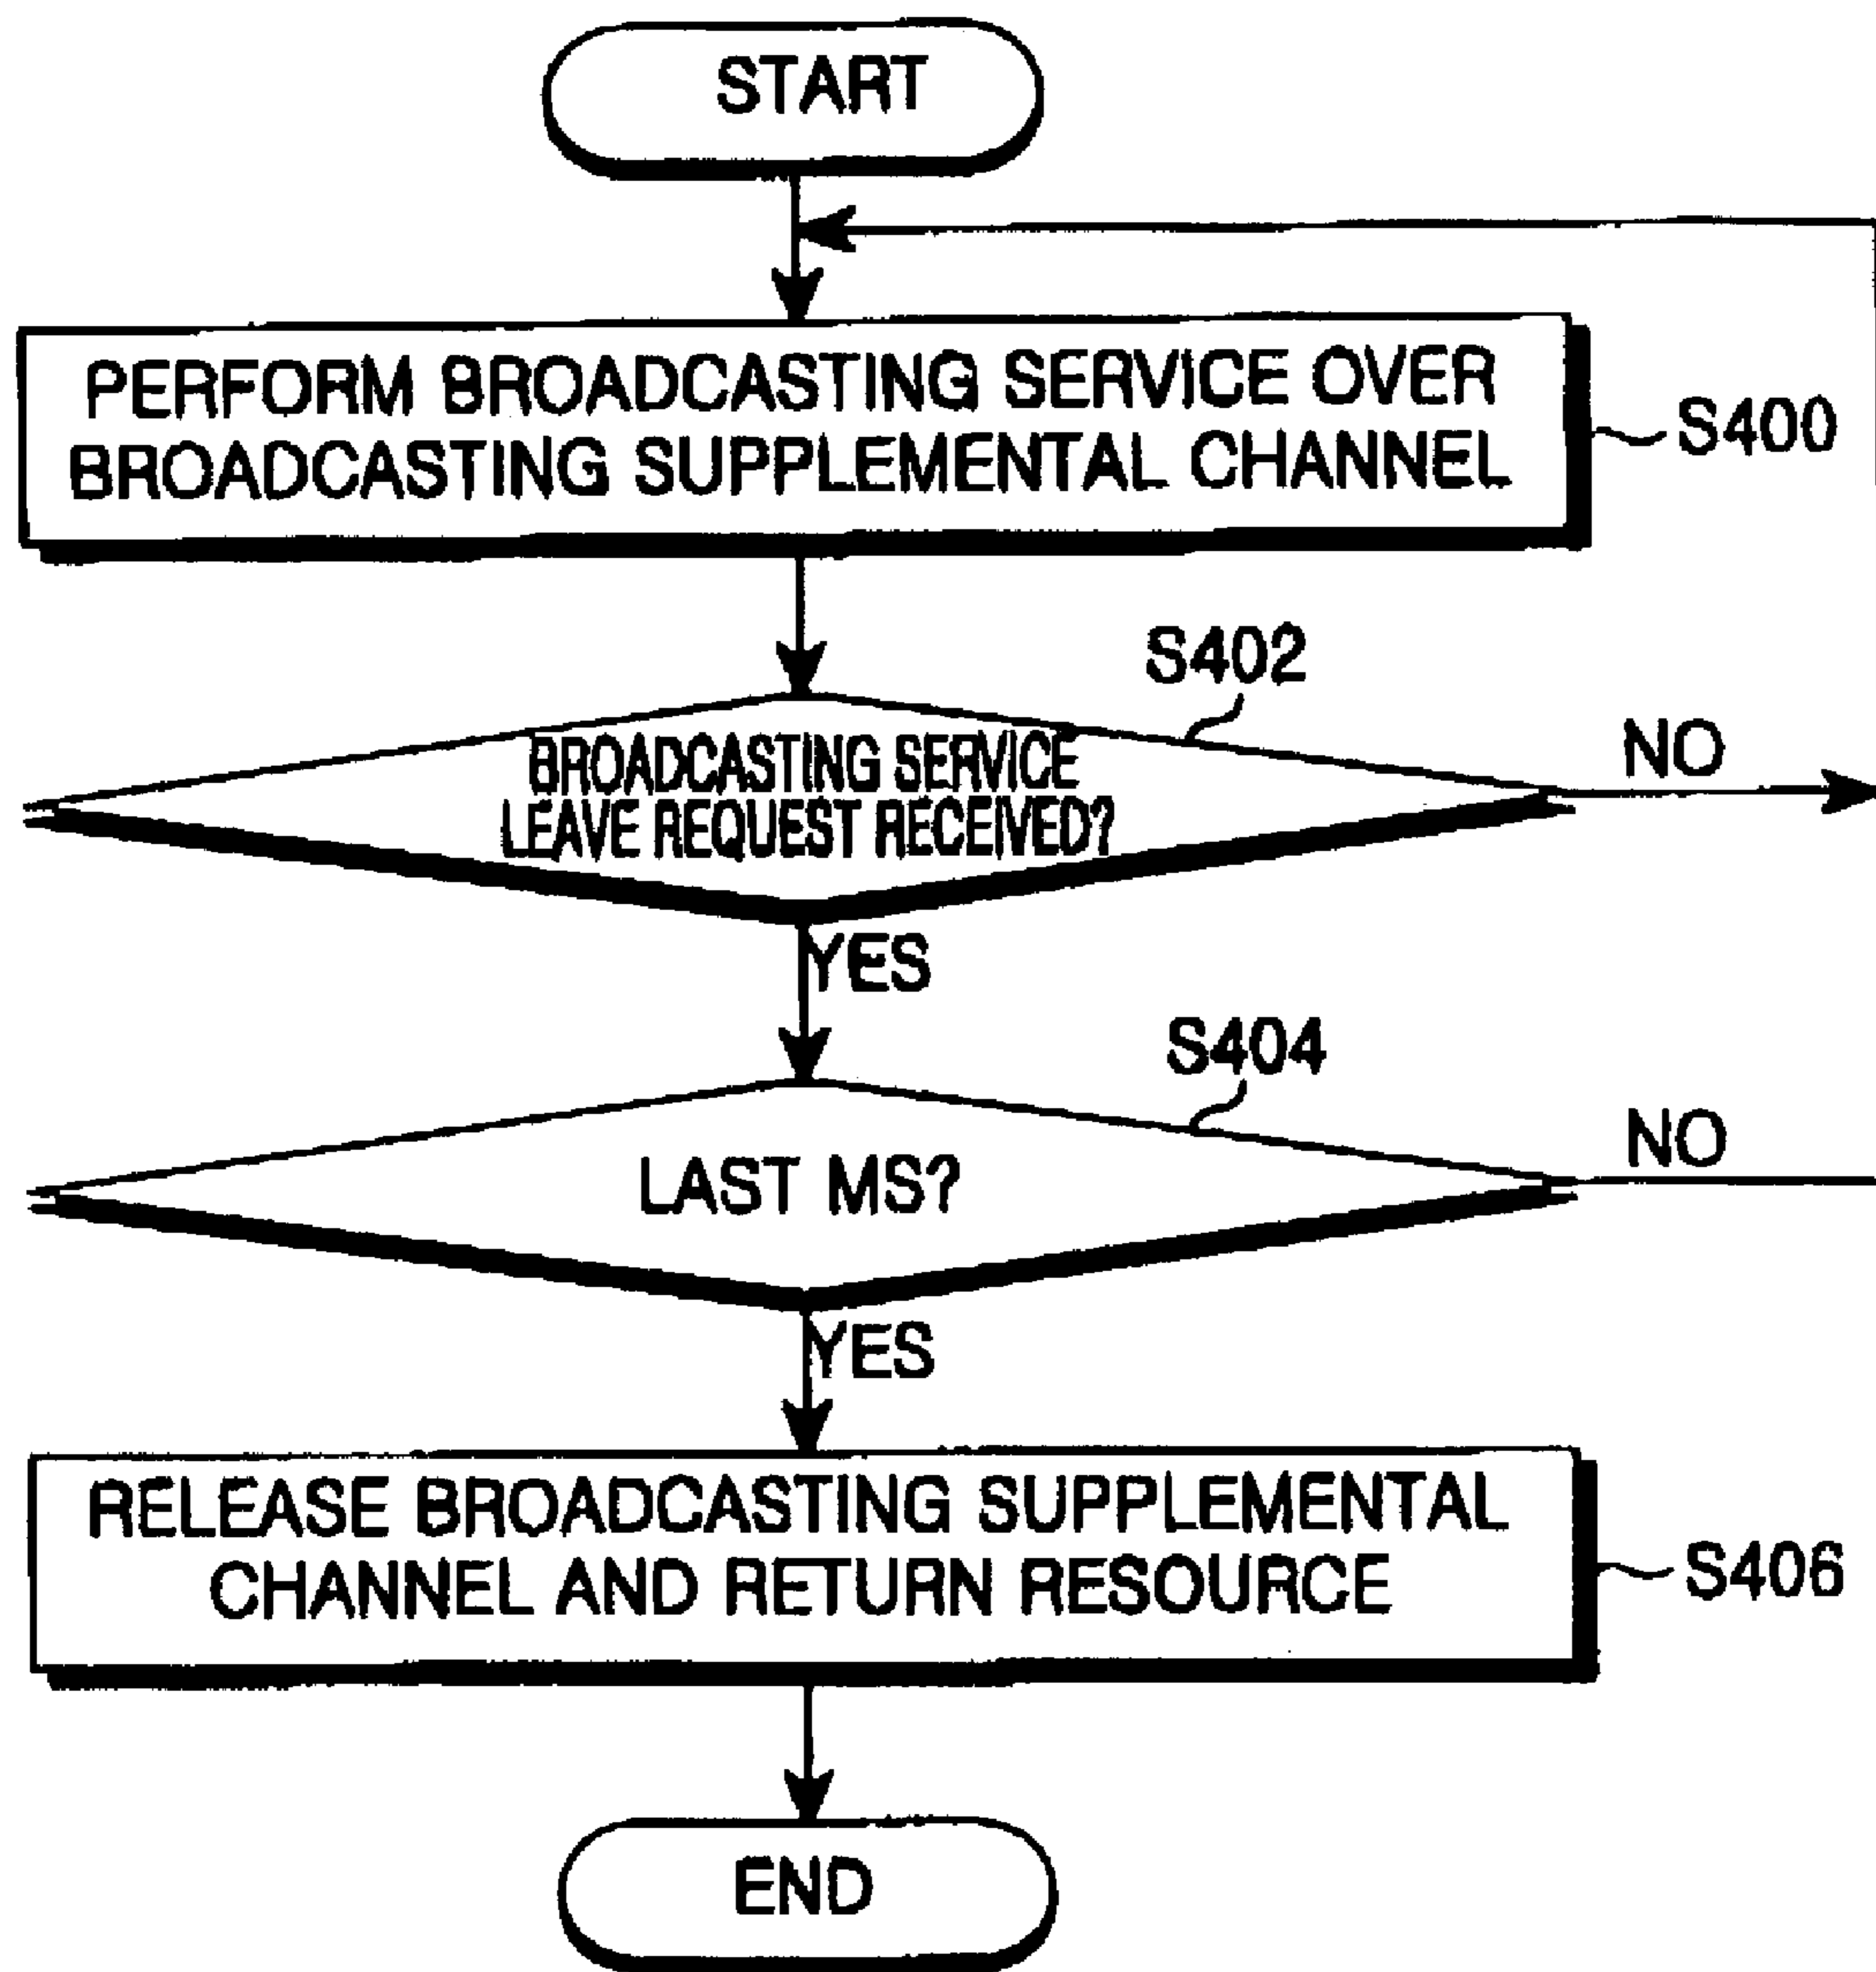 START
PERFORM BROADCASTING SERVICE OVER
BROADCASTING SUPPLEMENTAL CHANNEL
S400
S402
BROADCASTING SERVICE
LEAVE REQUEST RECEIVED?
NO
YES
S404
LAST MS?
NO
YES
RELEASE BROADCASTING SUPPLEMENTAL
CHANNEL AND RETURN RESOURCE
S406
END